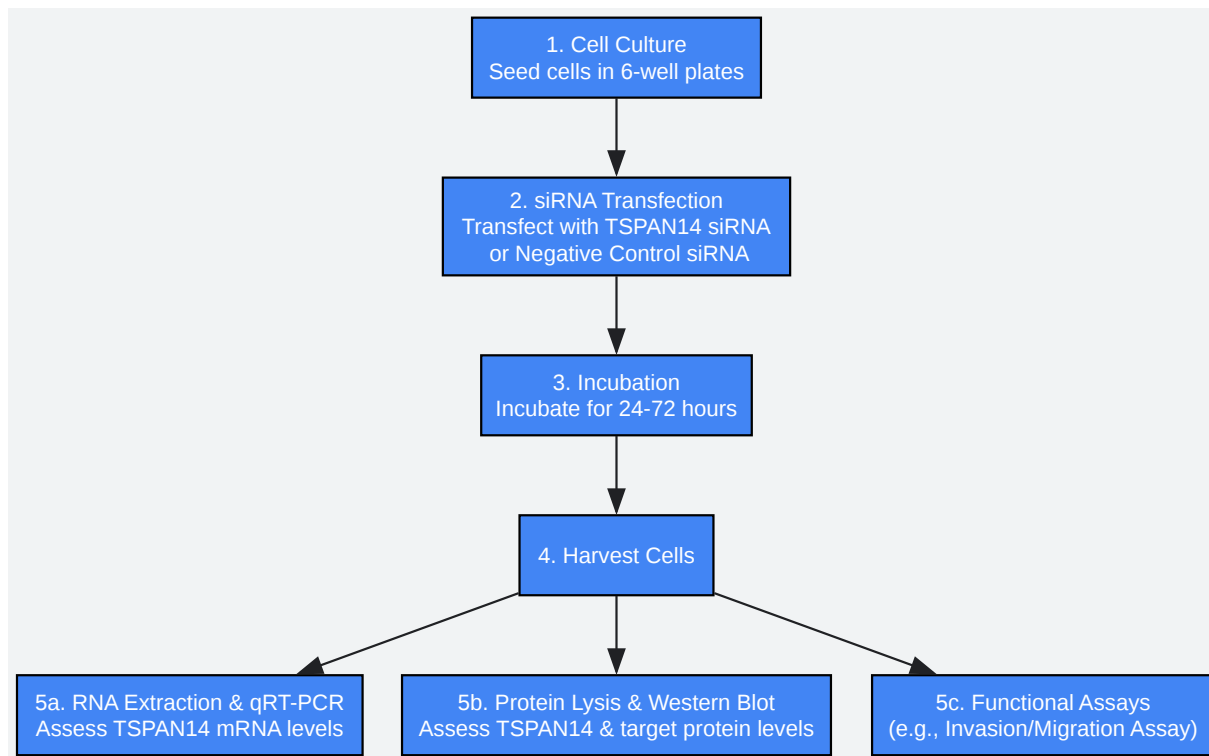 1. Cell Culture
Seed cells in 6-well plates
2. siRNA Transfection
Transfect with TSPAN14 siRNA
or Negative Control siRNA
3. Incubation
Incubate for 24-72 hours
4. Harvest Cells
5a. RNA Extraction & qRT-PCR
Assess TSPAN14 mRNA levels
5b. Protein Lysis & Western Blot
Assess TSPAN14 & target protein levels
5c. Functional Assays
(e.g., Invasion/Migration Assay)